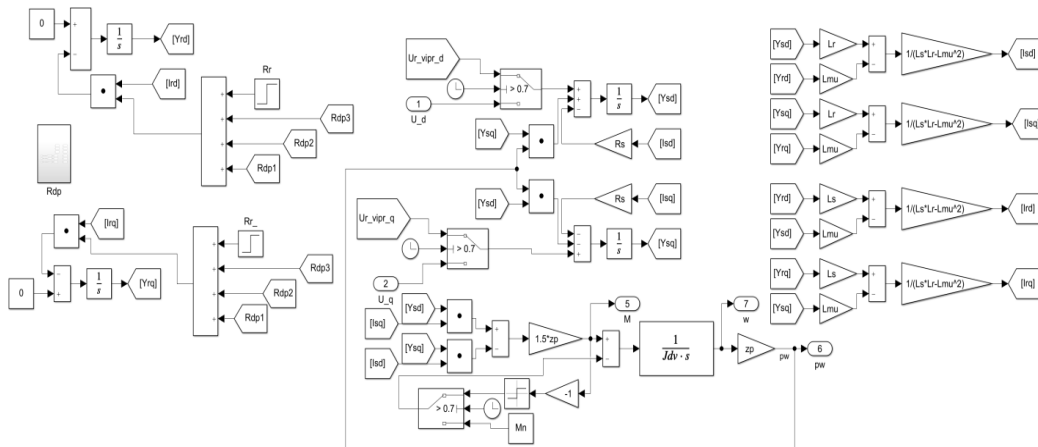 0
1
s
[Yrd]
[Ird]
Rr
Rdp3
Rdp2
Rdp1
Rdp
[Irq]
Rr_
Rdp3
Rdp2
Rdp1
0
1
s
[Yrq]
Ur_vipr_d
> 0.7
1
U_d
1
s
[Ysd]
[Ysq]
Rs
[Isd]
[Ysd]
Rs
[Isq]
Ur_vipr_q
> 0.7
1
s
[Ysq]
2
U_q
[Ysd]
[Isq]
[Ysq]
[Isd]
1.5*zp
5
M
1
Jdv · s
7
w
zp
pw
6
pw
> 0.7
-1
Mn
[Ysd]
Lr
[Yrd]
Lmu
1/(Ls*Lr-Lmu^2)
[Isd]
[Ysq]
Lr
[Yrq]
Lmu
1/(Ls*Lr-Lmu^2)
[Isq]
[Yrd]
Ls
[Ysd]
Lmu
1/(Ls*Lr-Lmu^2)
[Ird]
[Yrq]
Ls
[Ysq]
Lmu
1/(Ls*Lr-Lmu^2)
[Irq]